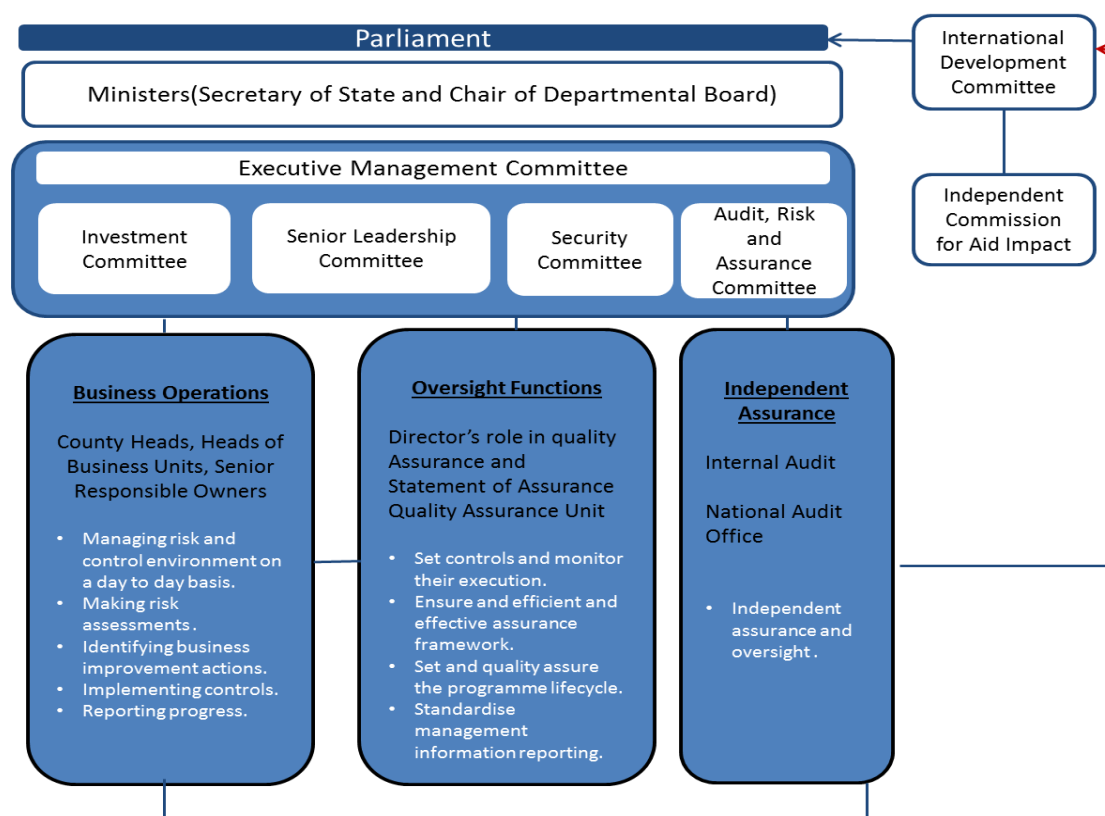 Parliament
International
Development
Committee
Ministers(Secretary of State and Chair of Departmental Board)
Executive Management Committee
Investment
Committee
Senior Leadership
Committee
Security
Committee
Audit, Risk
and
Assurance
Committee
Independent
Commission
for Aid Impact
Business Operations
County Heads, Heads of
Business Units, Senior
Responsible Owners
• Managing risk and
control environment on
a day to day basis.
• Making risk
assessments .
• Identifying business
improvement actions.
• Implementing controls.
• Reporting progress.
Oversight Functions
Director’s role in quality
Assurance and
Statement of Assurance
Quality Assurance Unit
• Set controls and monitor
their execution.
• Ensure and efficient and
effective assurance
framework.
• Set and quality assure
the programme lifecycle.
• Standardise
management
information reporting.
Independent
Assurance
Internal Audit
National Audit
Office
• Independent
assurance and
oversight .